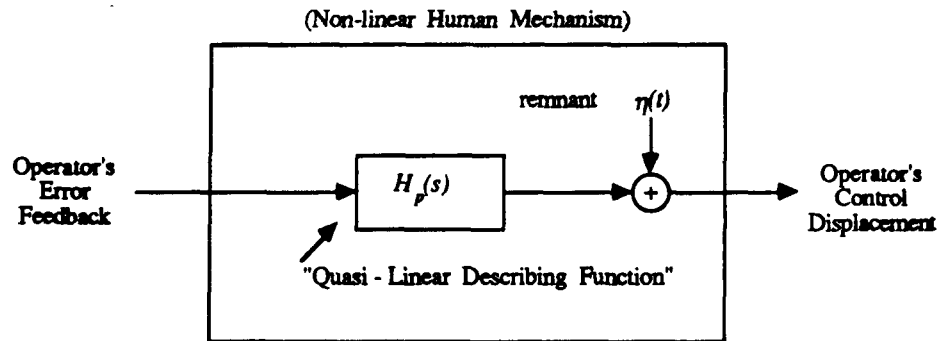 (Non-linear Human Mechanism)
remnant η(t)
Operator's
Error
Feedback
H_p(s)
+
Operator's
Control
Displacement
"Quasi - Linear Describing Function"